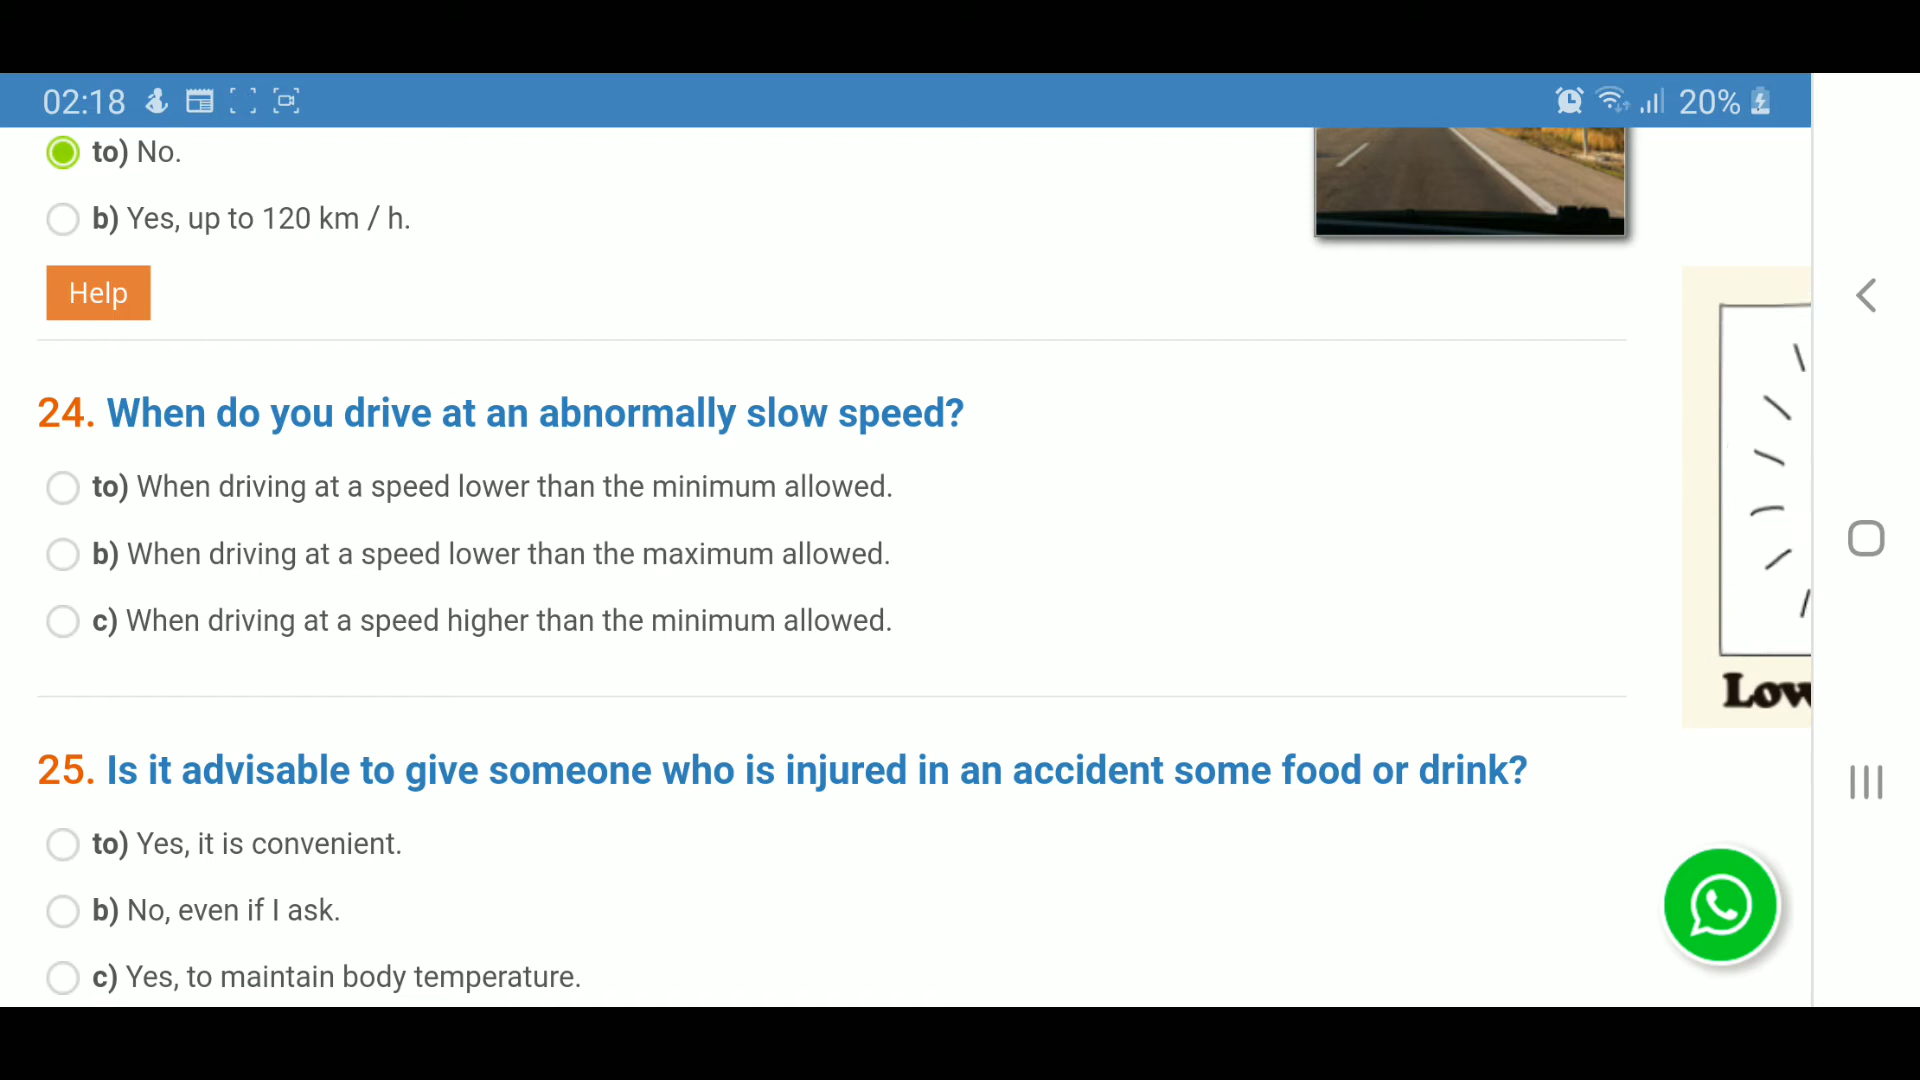 02:18 20%
to) No.
b) Yes, up to 120 km / h.
Help
24. When do you drive at an abnormally slow speed?
to) When driving at a speed lower than the minimum allowed.
b) When driving at a speed lower than the maximum allowed.
c) When driving at a speed higher than the minimum allowed.
Low
25. Is it advisable to give someone who is injured in an accident some food or drink?
to) Yes, it is convenient.
b) No, even if I ask.
c) Yes, to maintain body temperature.